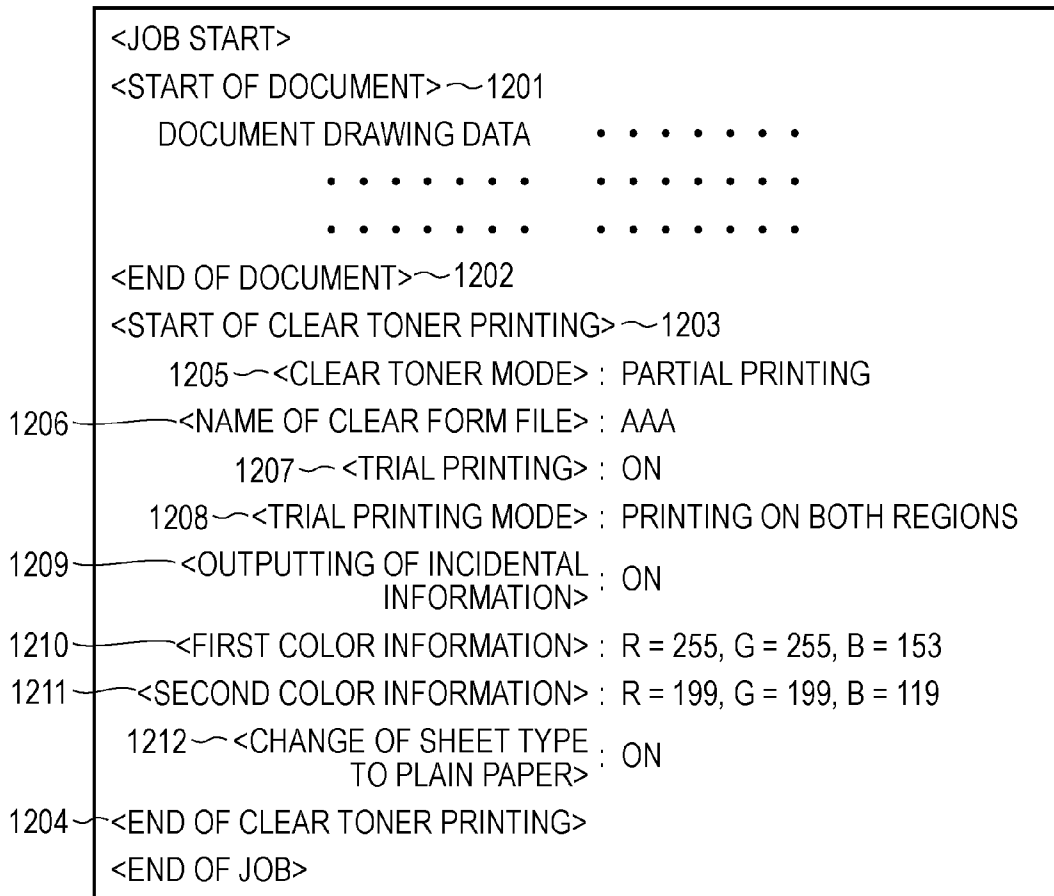 <JOB START>
<START OF DOCUMENT> 1201
DOCUMENT DRAWING DATA • • • • • • •
• • • • • • • • • • • • • •
• • • • • • • • • • • • • •
<END OF DOCUMENT> 1202
<START OF CLEAR TONER PRINTING> 1203
1205 <CLEAR TONER MODE> : PARTIAL PRINTING
1206 <NAME OF CLEAR FORM FILE> : AAA
1207 <TRIAL PRINTING> : ON
1208 <TRIAL PRINTING MODE> : PRINTING ON BOTH REGIONS
1209 <OUTPUTTING OF INCIDENTAL
INFORMATION> : ON
1210 <FIRST COLOR INFORMATION> : R = 255, G = 255, B = 153
1211 <SECOND COLOR INFORMATION> : R = 199, G = 199, B = 119
1212 <CHANGE OF SHEET TYPE
TO PLAIN PAPER> : ON
1204 <END OF CLEAR TONER PRINTING>
<END OF JOB>